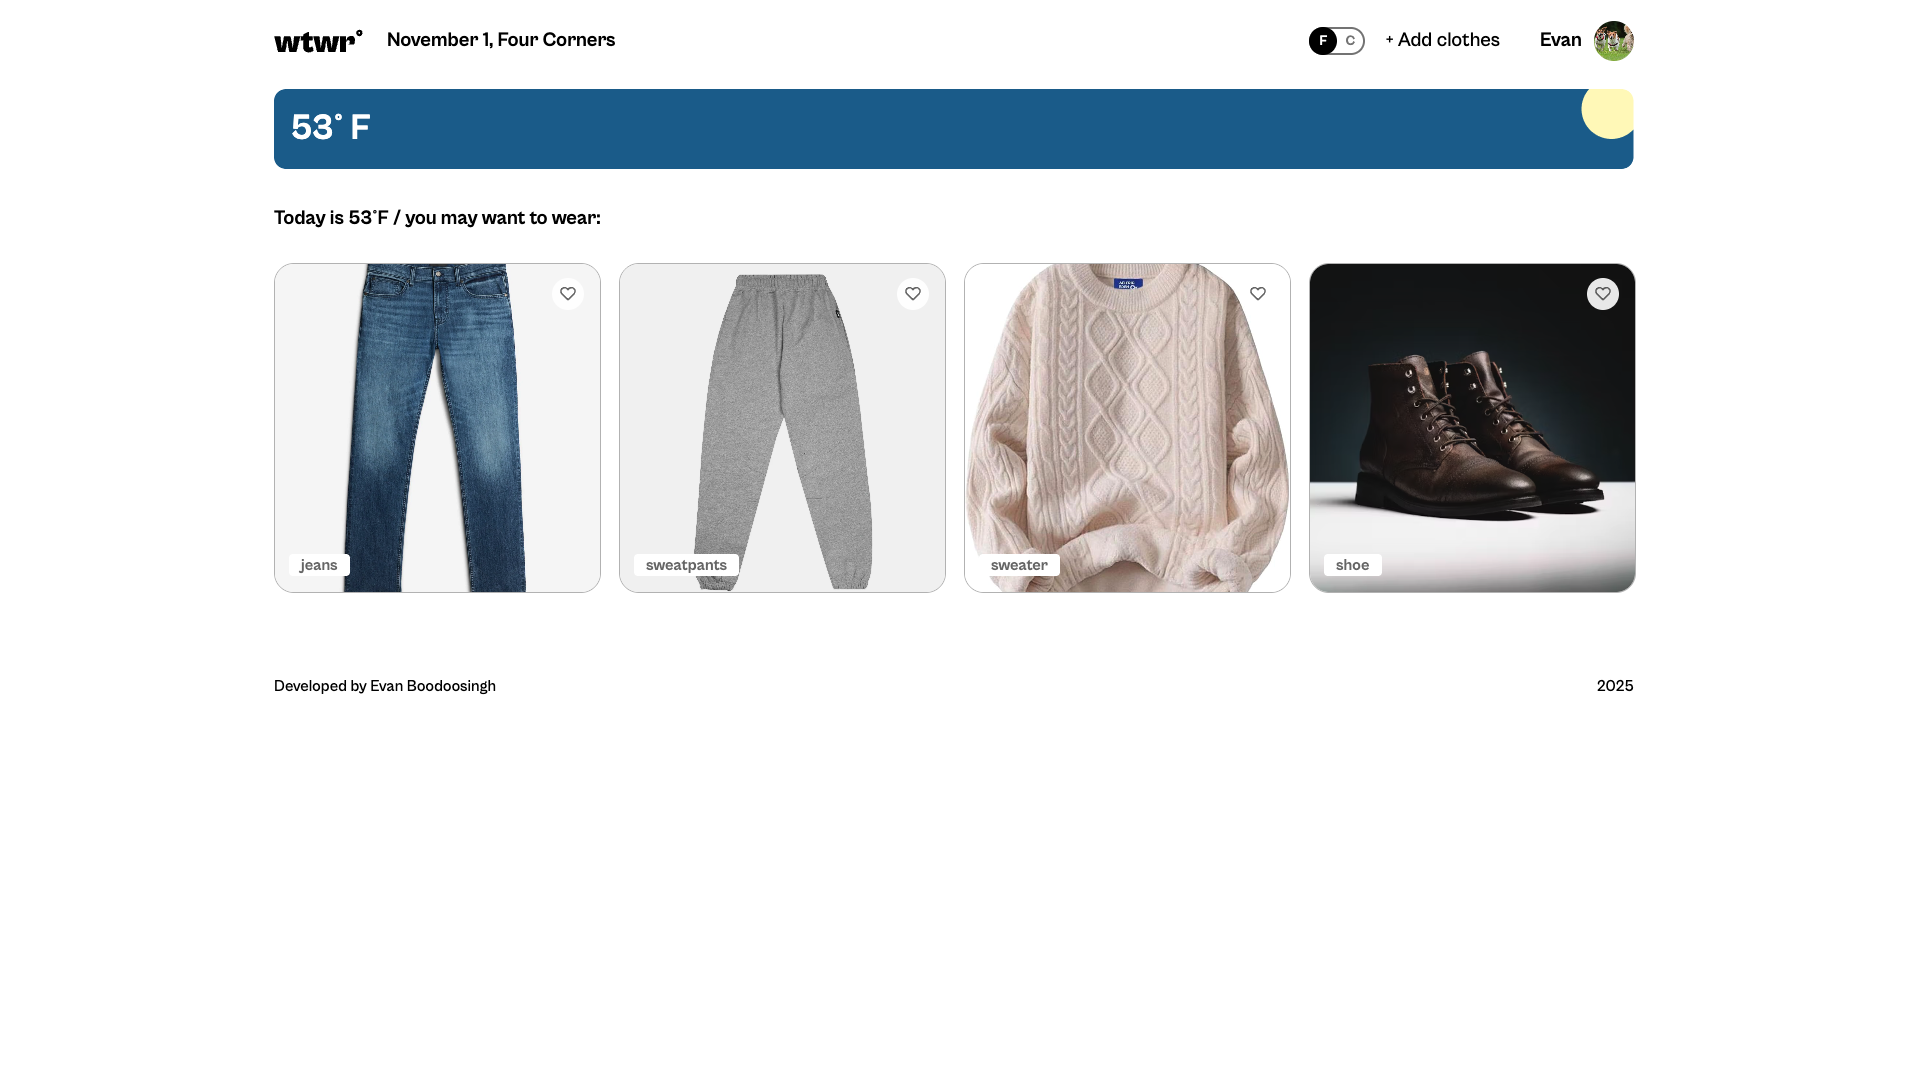 wtwr°
November 1, Four Corners
F C
+ Add clothes
Evan
53° F
Today is 53°F / you may want to wear:
jeans
sweatpants
sweater
shoe
Developed by Evan Boodoosingh
2025